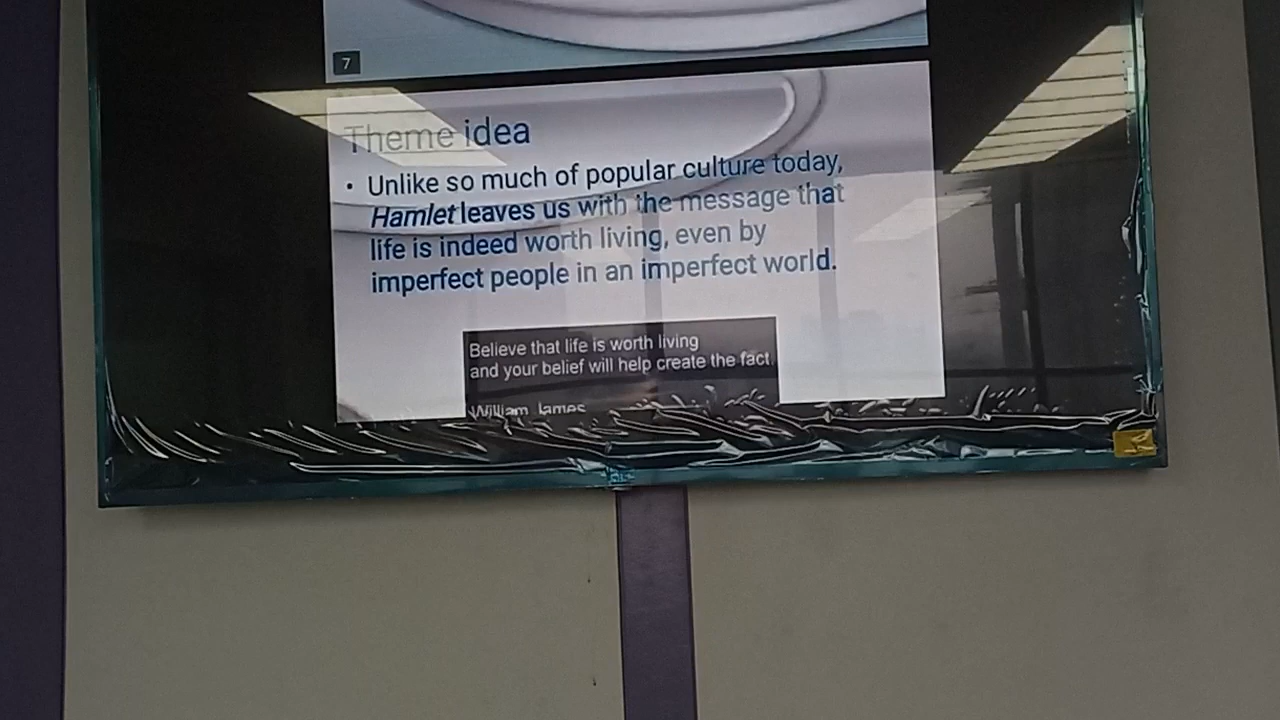 7
Theme idea
• Unlike so much of popular culture today,
Hamlet leaves us with the message that
life is indeed worth living, even by
imperfect people in an imperfect world.
Believe that life is worth living
and your belief will help create the fact.
William James